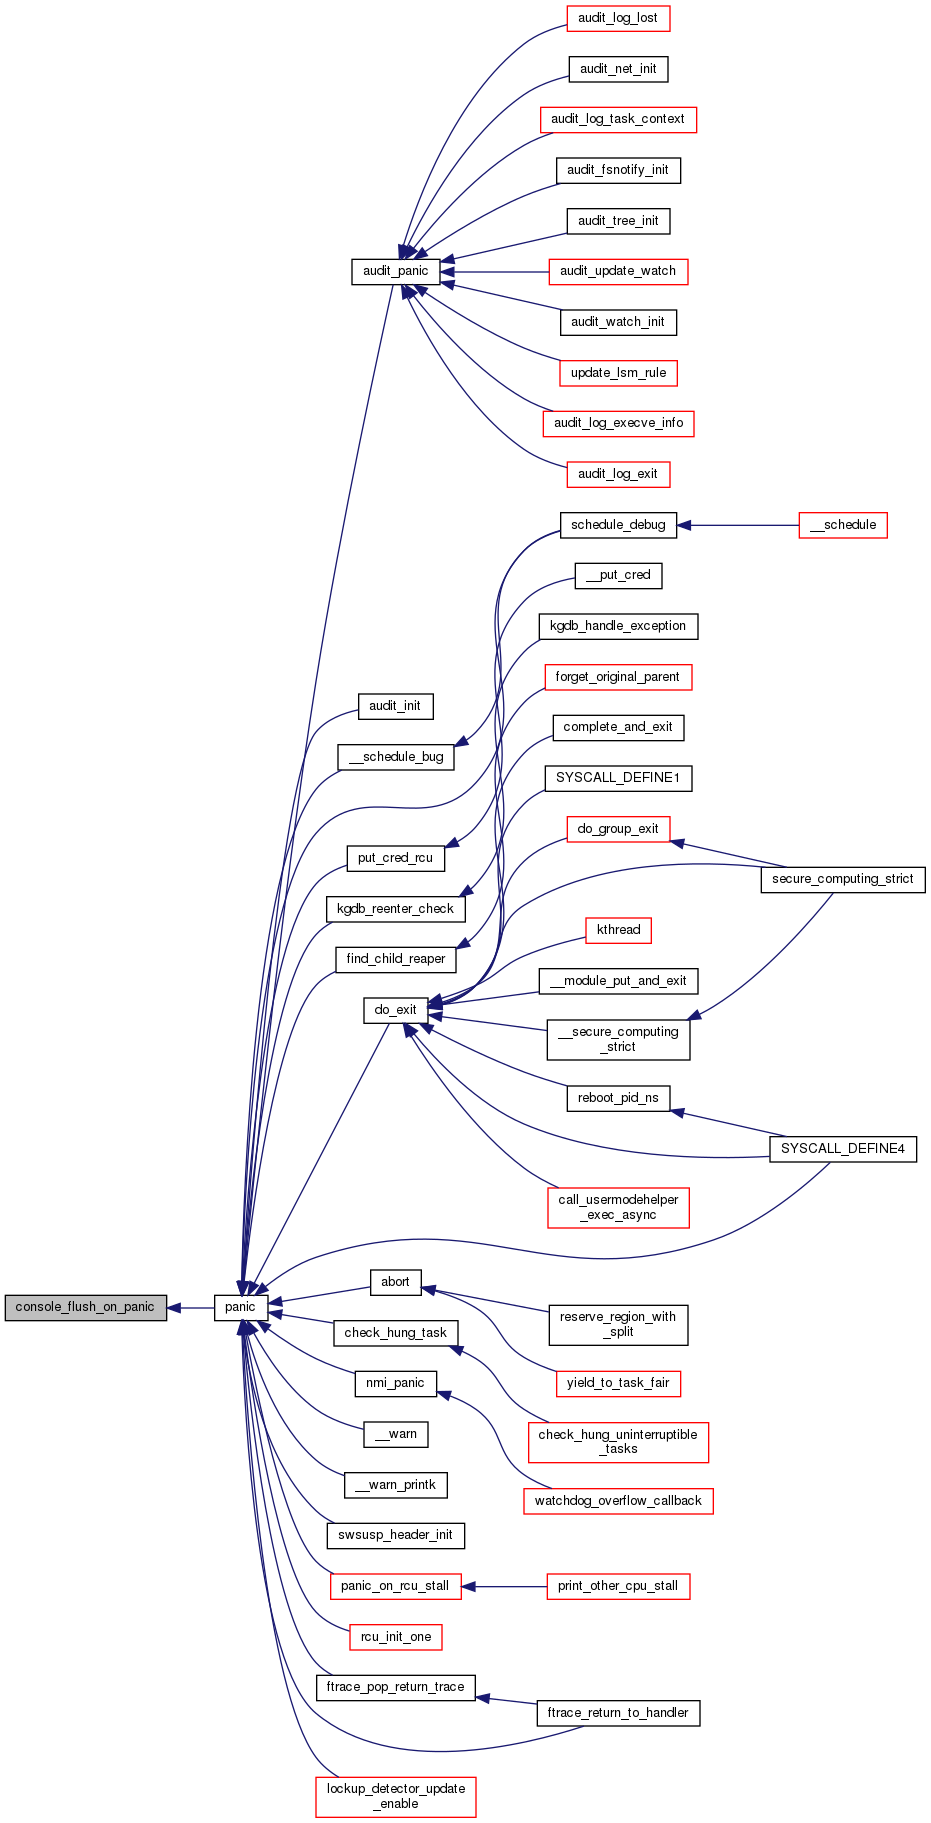 audit_log_lost
audit_net_init
audit_log_task_context
audit_fsnotify_init
audit_tree_init
audit_panic
audit_update_watch
audit_watch_init
update_lsm_rule
audit_log_execve_info
audit_log_exit
schedule_debug
__schedule
__put_cred
kgdb_handle_exception
forget_original_parent
audit_init
complete_and_exit
__schedule_bug
SYSCALL_DEFINE1
do_group_exit
put_cred_rcu
secure_computing_strict
kgdb_reenter_check
kthread
find_child_reaper
__module_put_and_exit
do_exit
__secure_computing
_strict
reboot_pid_ns
SYSCALL_DEFINE4
call_usermodehelper
_exec_async
abort
console_flush_on_panic
panic
reserve_region_with
_split
check_hung_task
nmi_panic
yield_to_task_fair
__warn
check_hung_uninterruptible
_tasks
__warn_printk
watchdog_overflow_callback
swsusp_header_init
panic_on_rcu_stall
print_other_cpu_stall
rcu_init_one
ftrace_pop_return_trace
ftrace_return_to_handler
lockup_detector_update
_enable